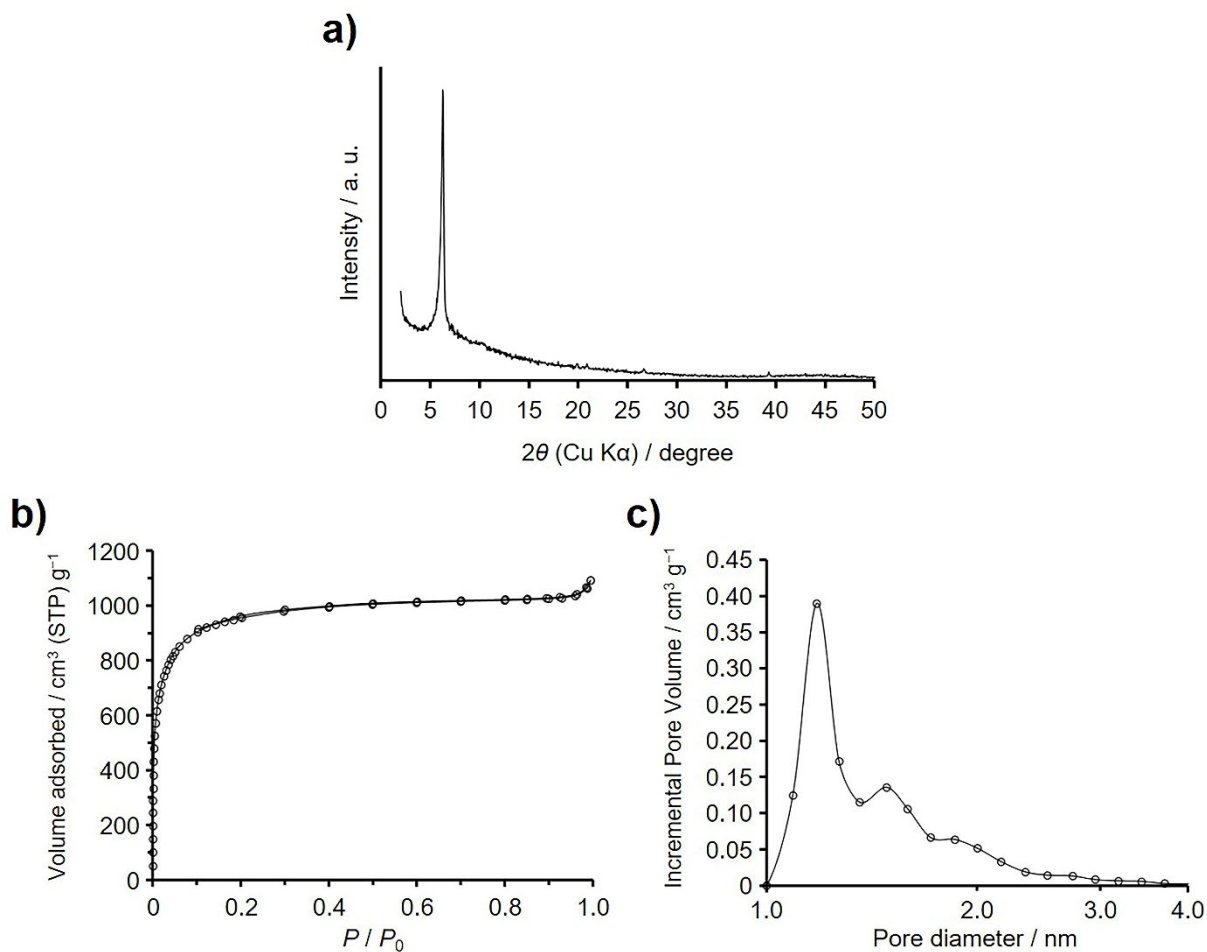 a)
Intensity / a. u.
0 5 10 15 20 25 30 35 40 45 50
2θ (Cu Kα) / degree
b)
Volume adsorbed / cm³ (STP) g⁻¹
1200
1000
800
600
400
200
0
0 0.2 0.4 0.6 0.8 1.0
P / P₀
c)
Incremental Pore Volume / cm³ g⁻¹
0.45
0.40
0.35
0.30
0.25
0.20
0.15
0.10
0.05
0
1.0 2.0 3.0 4.0
Pore diameter / nm